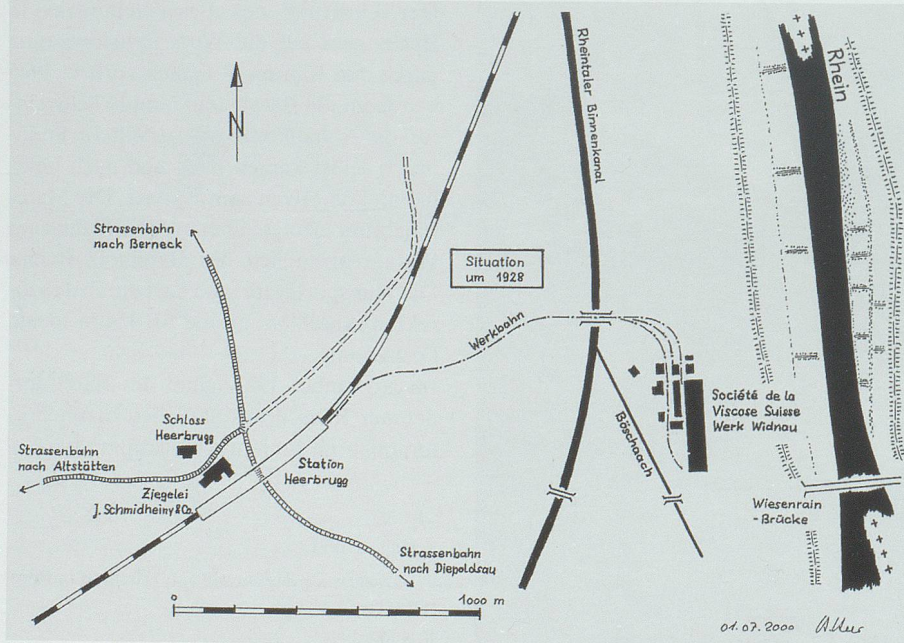 N
Strassenbahn
nach Berneck
Situation
um 1928
Rheintaler Binnenkanal
Rhein
Werkbahn
Schloss
Heerbrugg
Strassenbahn
nach Altstätten
Ziegelei
J. Schmidheiny & Co.
Station
Heerbrugg
Böschaach
Société de la
Viscose Suisse
Werk Widnau
Wiesenrain
-Brücke
Strassenbahn
nach Diepoldsau
0
1000 m
01.07.2000